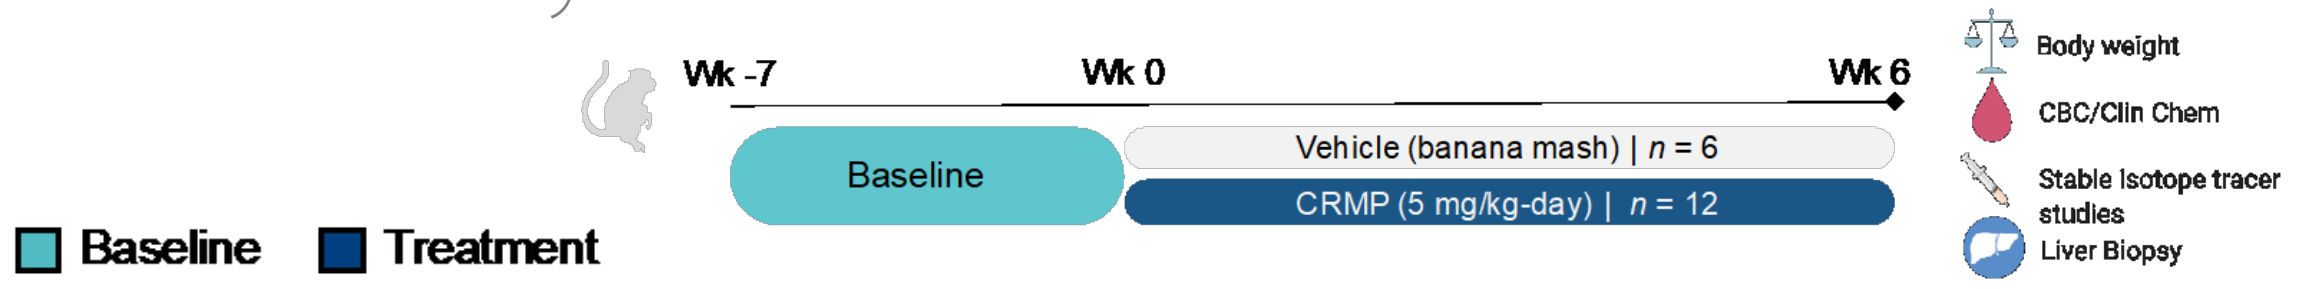 Wk -7
Wk 0
Wk 6
Baseline
Vehicle (banana mash) | n = 6
CRMP (5 mg/kg-day) | n = 12
Baseline
Treatment
Body weight
CBC/Clin Chem
Stable Isotope tracer
studies
Liver Biopsy